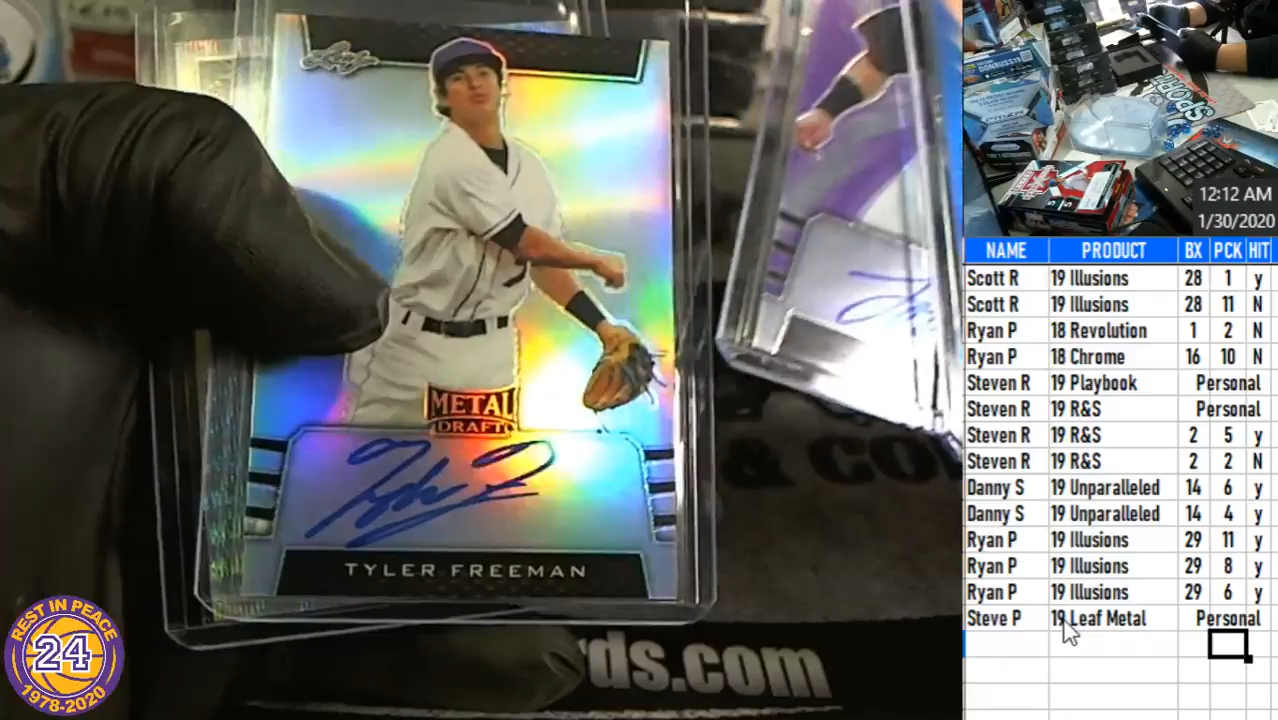 Leaf
METAL
DRAFT
TYLER FREEMAN
& CO
rds.com
REST IN PEACE
24
1978-2020
DONRUSS
PRIZM
SPORTS
12:12 AM
1/30/2020
NAME PRODUCT BX PCK HIT
Scott R 19 Illusions 28 1 y
Scott R 19 Illusions 28 11 N
Ryan P 18 Revolution 1 2 N
Ryan P 18 Chrome 16 10 N
Steven R 19 Playbook Personal
Steven R 19 R&S Personal
Steven R 19 R&S 2 5 y
Steven R 19 R&S 2 2 N
Danny S 19 Unparalleled 14 6 y
Danny S 19 Unparalleled 14 4 y
Ryan P 19 Illusions 29 11 y
Ryan P 19 Illusions 29 8 y
Ryan P 19 Illusions 29 6 y
Steve P 19 Leaf Metal Personal